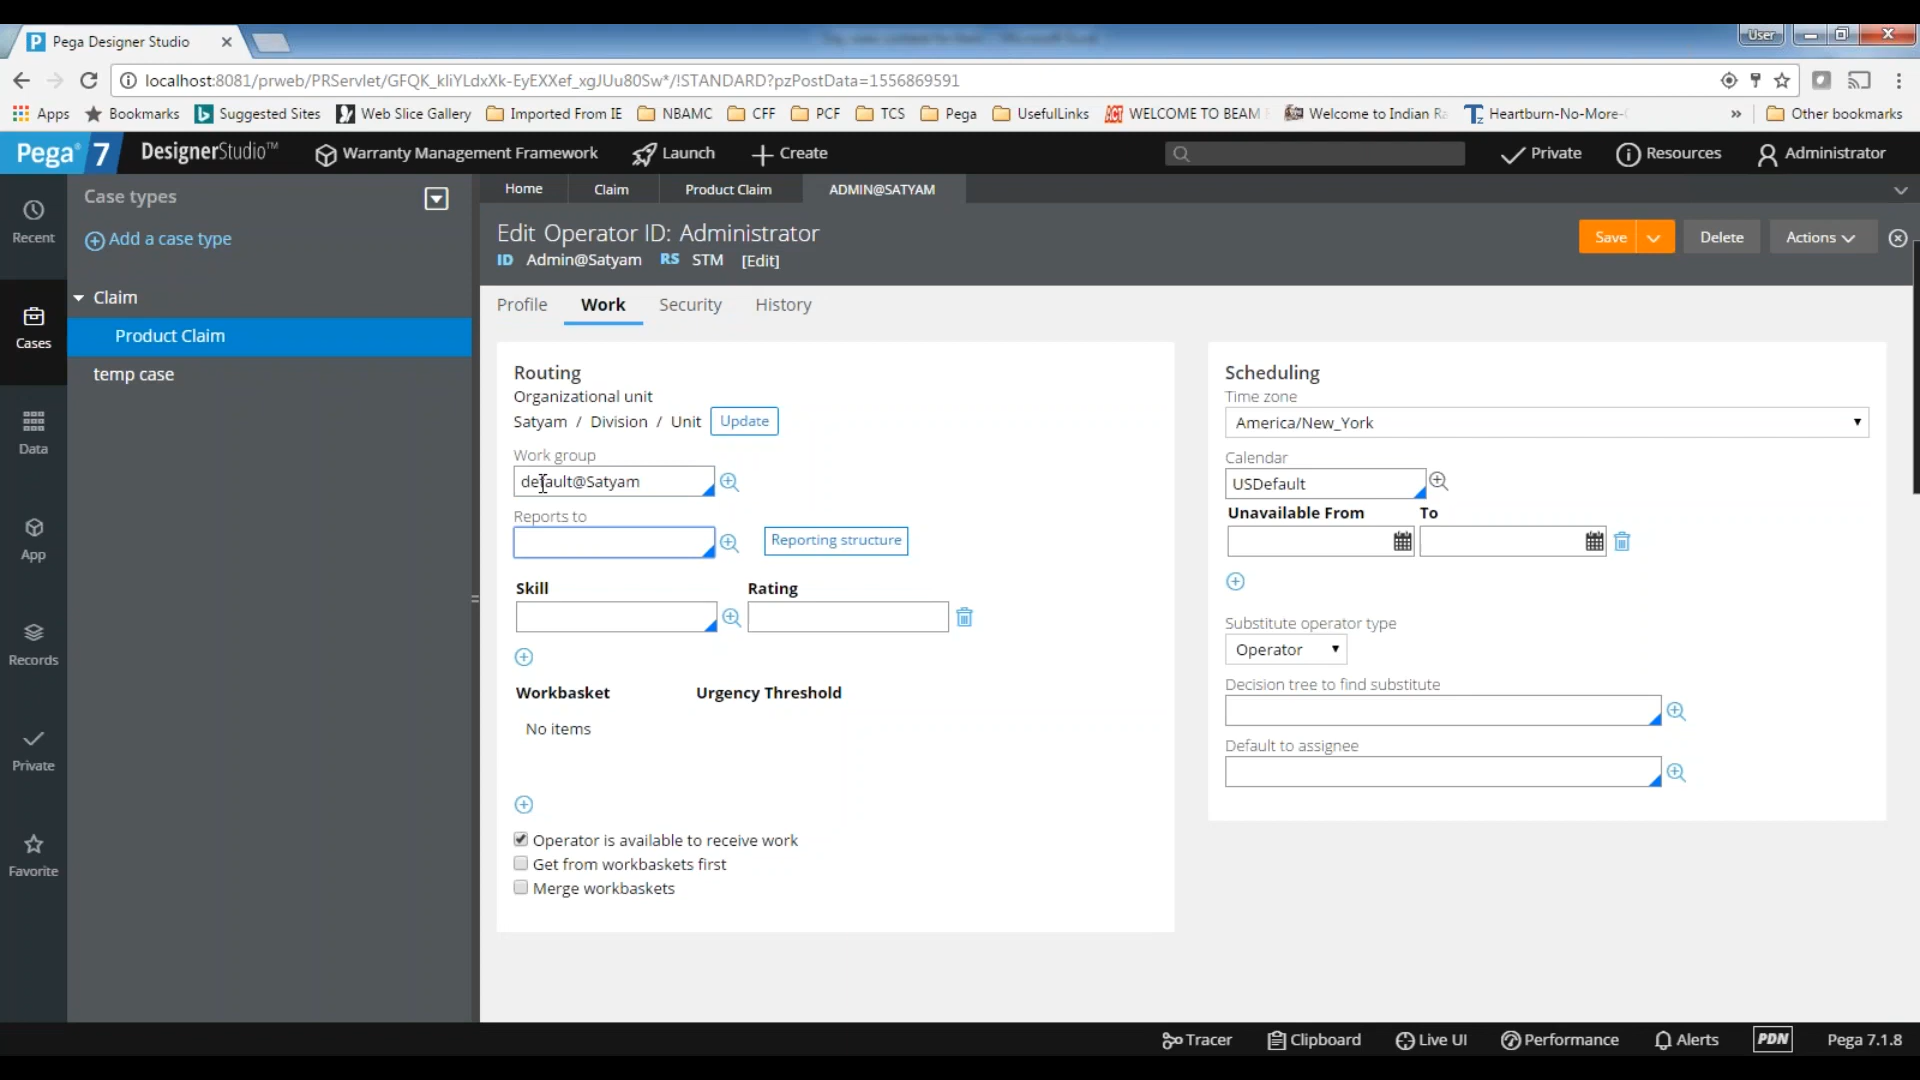 Pega Designer Studio
User
localhost:8081/prweb/PRServlet/GFQK_kIiYLdxXk-EyEXXef_xgJUu80Sw*/!STANDARD?pzPostData=1556869591
Apps Bookmarks Suggested Sites Web Slice Gallery Imported From IE NBAMC CFF PCF TCS Pega UsefulLinks WELCOME TO BEAM Welcome to Indian Ra Heartburn-No-More- » Other bookmarks
Pega 7 DesignerStudio™ Warranty Management Framework Launch Create Private Resources Administrator
Recent
Cases
Data
App
Records
Private
Favorite
Case types
Add a case type
Claim
Product Claim
temp case
Home Claim Product Claim ADMIN@SATYAM
Edit Operator ID: Administrator
ID Admin@Satyam RS STM [Edit]
Save Delete Actions
Profile Work Security History
Routing
Organizational unit
Satyam / Division / Unit Update
Work group
default@Satyam
Reports to
Reporting structure
Skill Rating
Workbasket Urgency Threshold
No items
Operator is available to receive work
Get from workbaskets first
Merge workbaskets
Scheduling
Time zone
America/New_York
Calendar
USDefault
Unavailable From To
Substitute operator type
Operator
Decision tree to find substitute
Default to assignee
Tracer Clipboard Live UI Performance Alerts PDN Pega 7.1.8